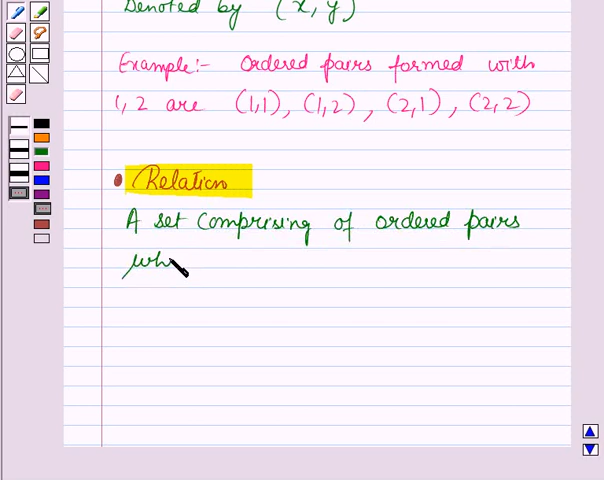 Denoted by (x, y)
Example:- Ordered pairs formed with
1, 2 are (1,1), (1,2), (2,1), (2,2)
• Relation
A set comprising of ordered pairs
wh